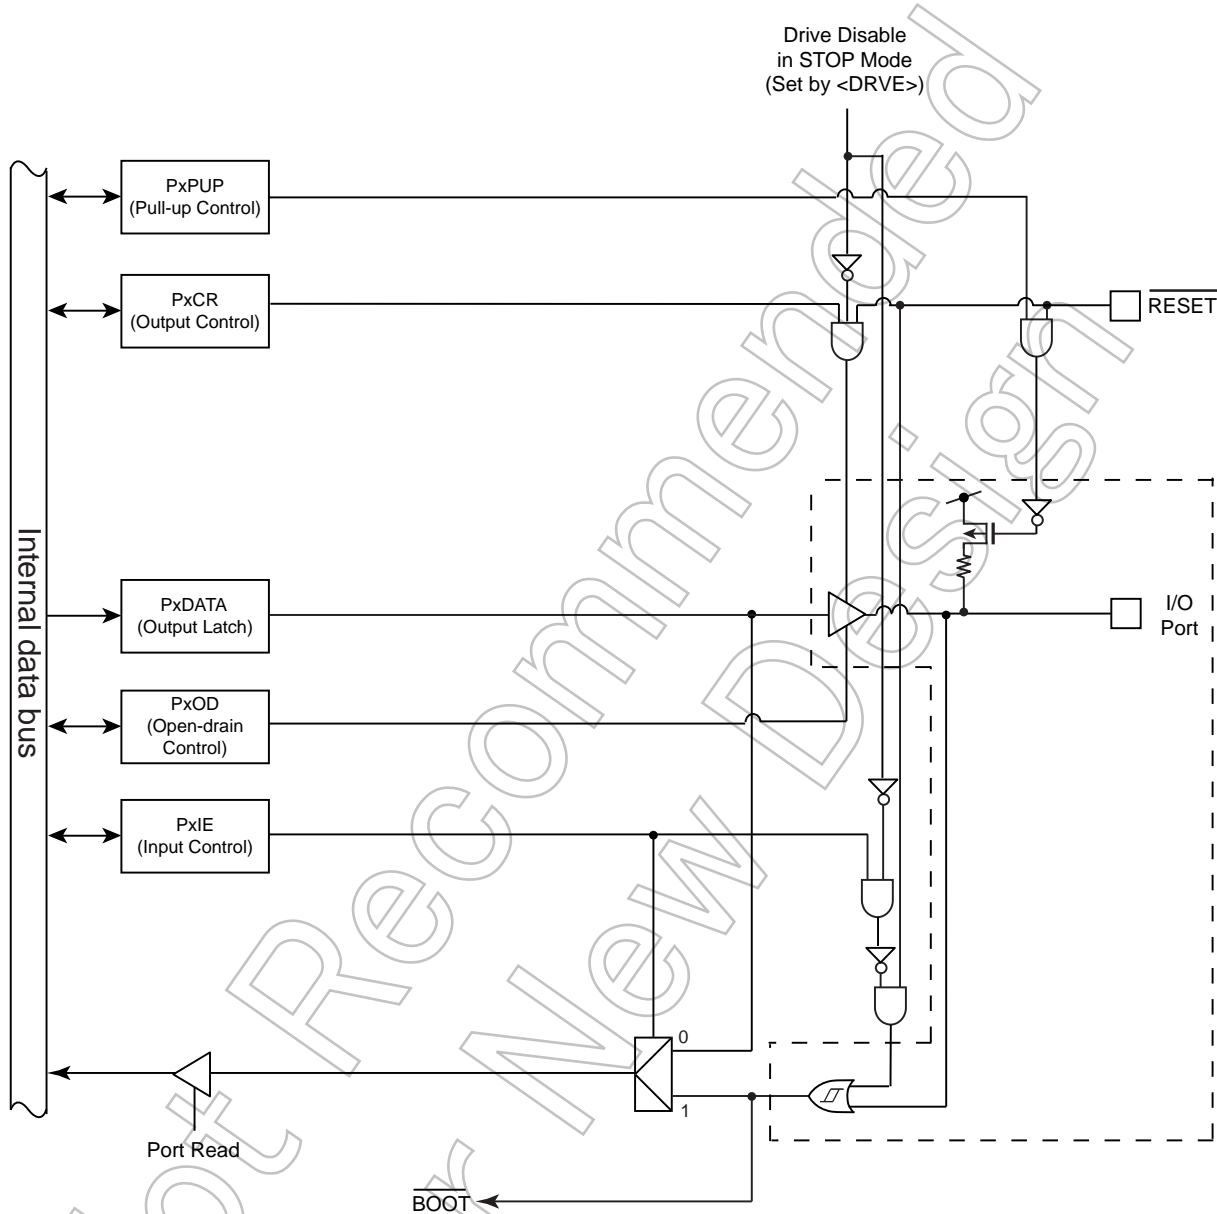 Drive Disable
in STOP Mode
(Set by <DRVE>)
PxPUP
(Pull-up Control)
PxCR
(Output Control)
RESET
Internal data bus
PxDATA
(Output Latch)
I/O
Port
PxOD
(Open-drain
Control)
PxIE
(Input Control)
0
1
Port Read
BOOT
Not Recommended
for New Design